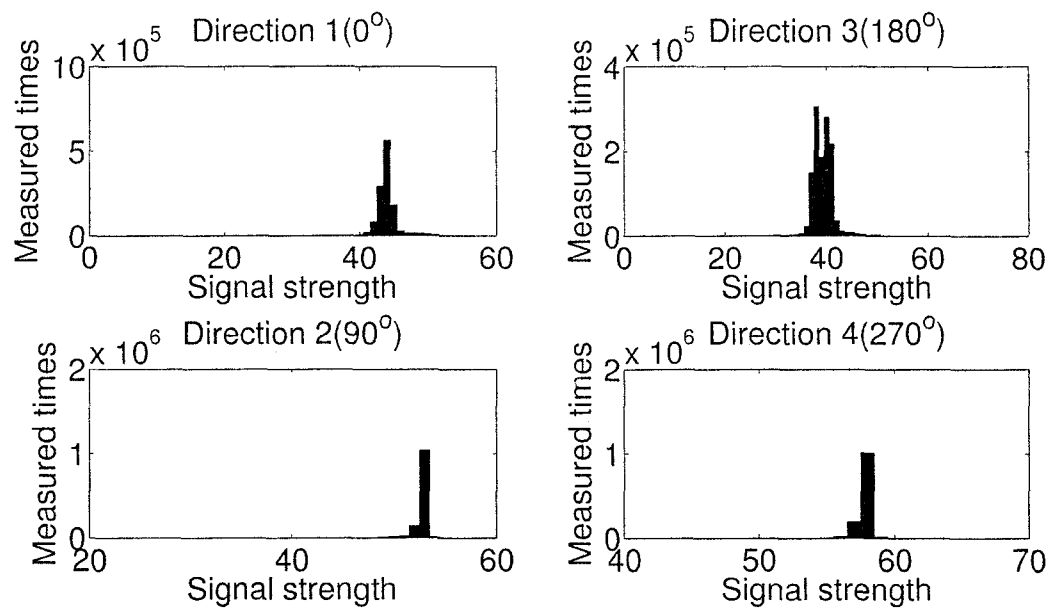 Direction 1(0°)
x 10^5
Measured times
10
5
0
0 20 40 60
Signal strength
Direction 3(180°)
x 10^5
Measured times
4
2
0
0 20 40 60 80
Signal strength
Direction 2(90°)
x 10^6
Measured times
2
1
0
20 40 60
Signal strength
Direction 4(270°)
x 10^6
Measured times
2
1
0
40 50 60 70
Signal strength